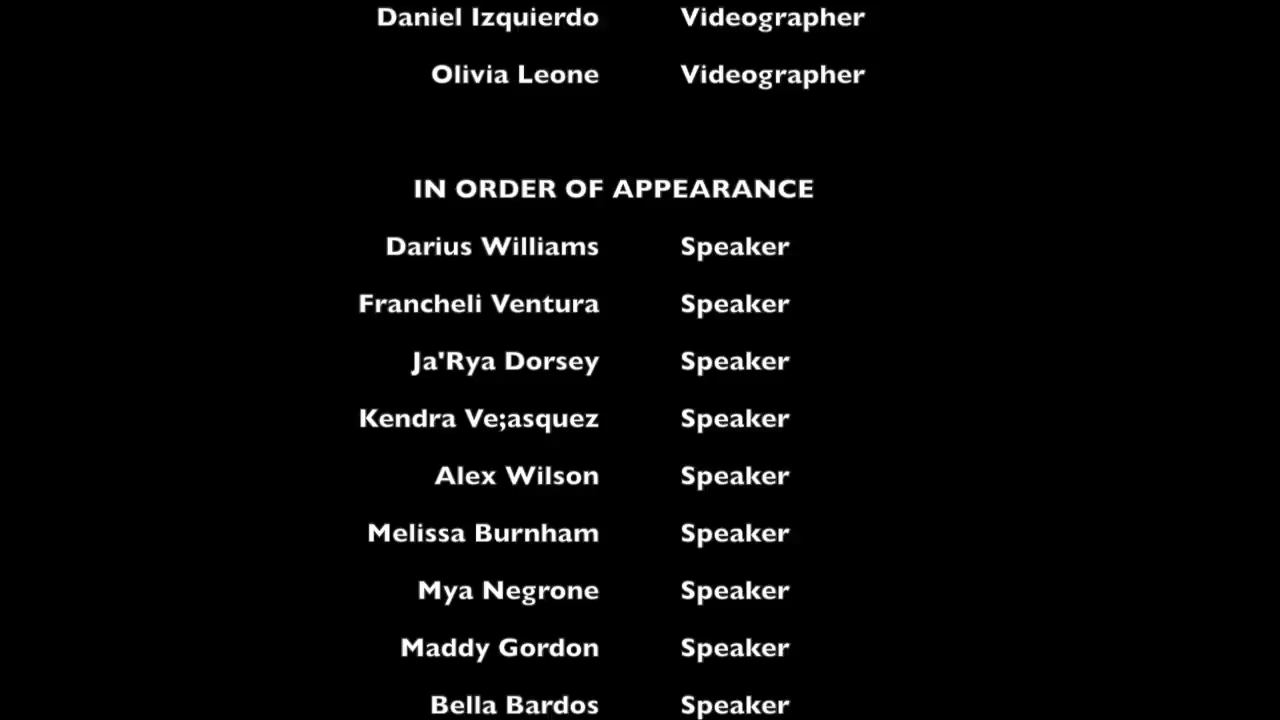 Daniel Izquierdo Videographer
Olivia Leone Videographer
IN ORDER OF APPEARANCE
Darius Williams Speaker
Francheli Ventura Speaker
Ja'Rya Dorsey Speaker
Kendra Ve;asquez Speaker
Alex Wilson Speaker
Melissa Burnham Speaker
Mya Negrone Speaker
Maddy Gordon Speaker
Bella Bardos Speaker